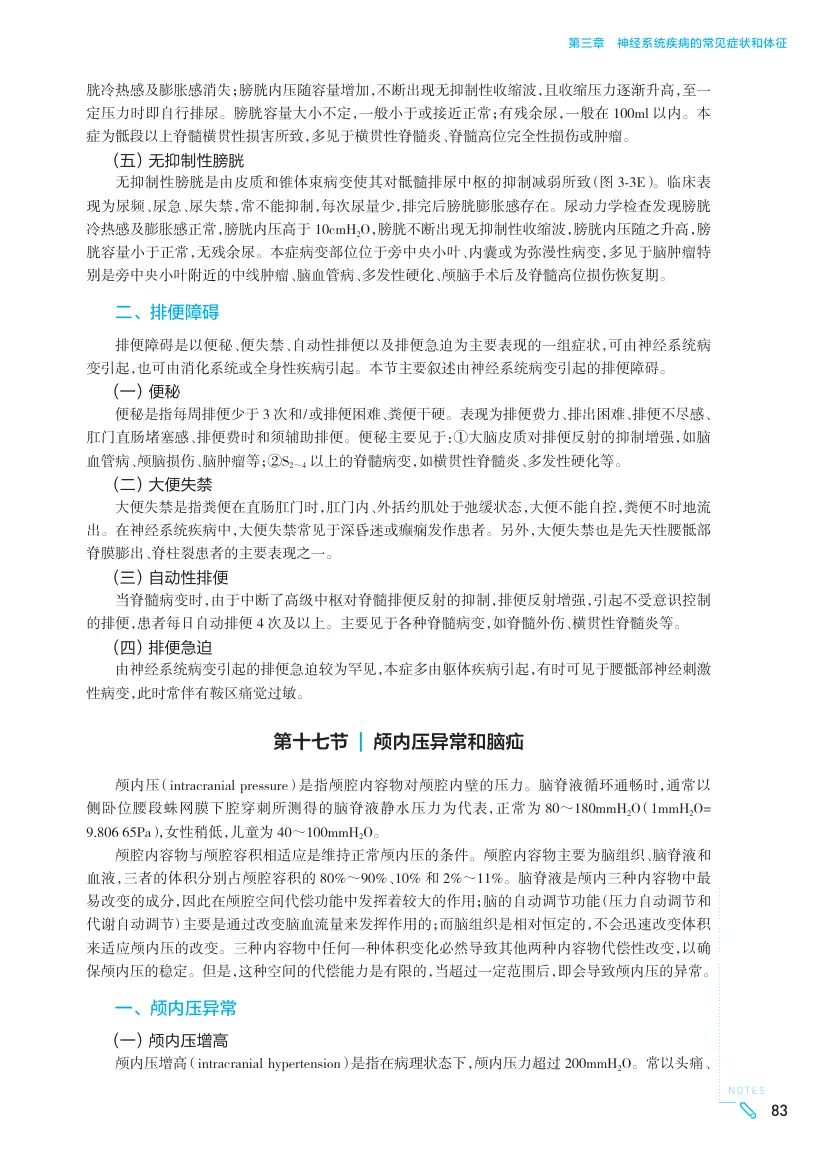 第三章 神经系统疾病的常见症状和体征
胱冷热感及膨胀感消失；膀胱内压随容量增加，不断出现无抑制性收缩波，且收缩压力逐渐升高，至一
定压力时即自行排尿。膀胱容量大小不定，一般小于或接近正常；有残余尿，一般在 100ml 以内。本
症为骶段以上脊髓横贯性损害所致，多见于横贯性脊髓炎、脊髓高位完全性损伤或肿瘤。
（五）无抑制性膀胱
无抑制性膀胱是由皮质和锥体束病变使其对骶髓排尿中枢的抑制减弱所致（图 3-3E）。临床表
现为尿频、尿急、尿失禁，常不能抑制，每次尿量少，排完后膀胱膨胀感存在。尿动力学检查发现膀胱
冷热感及膨胀感正常，膀胱内压高于 10cmH₂O，膀胱不断出现无抑制性收缩波，膀胱内压随之升高，膀
胱容量小于正常，无残余尿。本症病变部位位于旁中央小叶、内囊或为弥漫性病变，多见于脑肿瘤特
别是旁中央小叶附近的中线肿瘤、脑血管病、多发性硬化、颅脑手术后及脊髓高位损伤恢复期。
二、排便障碍
排便障碍是以便秘、便失禁、自动性排便以及排便急迫为主要表现的一组症状，可由神经系统病
变引起，也可由消化系统或全身性疾病引起。本节主要叙述由神经系统病变引起的排便障碍。
（一）便秘
便秘是指每周排便少于 3 次和/或排便困难、粪便干硬。表现为排便费力、排出困难、排便不尽感、
肛门直肠堵塞感、排便费时和须辅助排便。便秘主要见于：①大脑皮质对排便反射的抑制增强，如脑
血管病、颅脑损伤、脑肿瘤等；②S₂～₄ 以上的脊髓病变，如横贯性脊髓炎、多发性硬化等。
（二）大便失禁
大便失禁是指粪便在直肠肛门时，肛门内、外括约肌处于弛缓状态，大便不能自控，粪便不时地流
出。在神经系统疾病中，大便失禁常见于深昏迷或癫痫发作患者。另外，大便失禁也是先天性腰骶部
脊膜膨出、脊柱裂患者的主要表现之一。
（三）自动性排便
当脊髓病变时，由于中断了高级中枢对脊髓排便反射的抑制，排便反射增强，引起不受意识控制
的排便，患者每日自动排便 4 次及以上。主要见于各种脊髓病变，如脊髓外伤、横贯性脊髓炎等。
（四）排便急迫
由神经系统病变引起的排便急迫较为罕见，本症多由躯体疾病引起，有时可见于腰骶部神经刺激
性病变，此时常伴有鞍区痛觉过敏。
第十七节 | 颅内压异常和脑疝
颅内压（intracranial pressure）是指颅腔内容物对颅腔内壁的压力。脑脊液循环通畅时，通常以
侧卧位腰段蛛网膜下腔穿刺所测得的脑脊液静水压力为代表，正常为 80～180mmH₂O（1mmH₂O=
9.806 65Pa），女性稍低，儿童为 40～100mmH₂O。
颅腔内容物与颅腔容积相适应是维持正常颅内压的条件。颅腔内容物主要为脑组织、脑脊液和
血液，三者的体积分别占颅腔容积的 80%～90%、10% 和 2%～11%。脑脊液是颅内三种内容物中最
易改变的成分，因此在颅腔空间代偿功能中发挥着较大的作用；脑的自动调节功能（压力自动调节和
代谢自动调节）主要是通过改变脑血流量来发挥作用的；而脑组织是相对恒定的，不会迅速改变体积
来适应颅内压的改变。三种内容物中任何一种体积变化必然导致其他两种内容物代偿性改变，以确
保颅内压的稳定。但是，这种空间的代偿能力是有限的，当超过一定范围后，即会导致颅内压的异常。
一、颅内压异常
（一）颅内压增高
颅内压增高（intracranial hypertension）是指在病理状态下，颅内压力超过 200mmH₂O。常以头痛、
NOTES
83